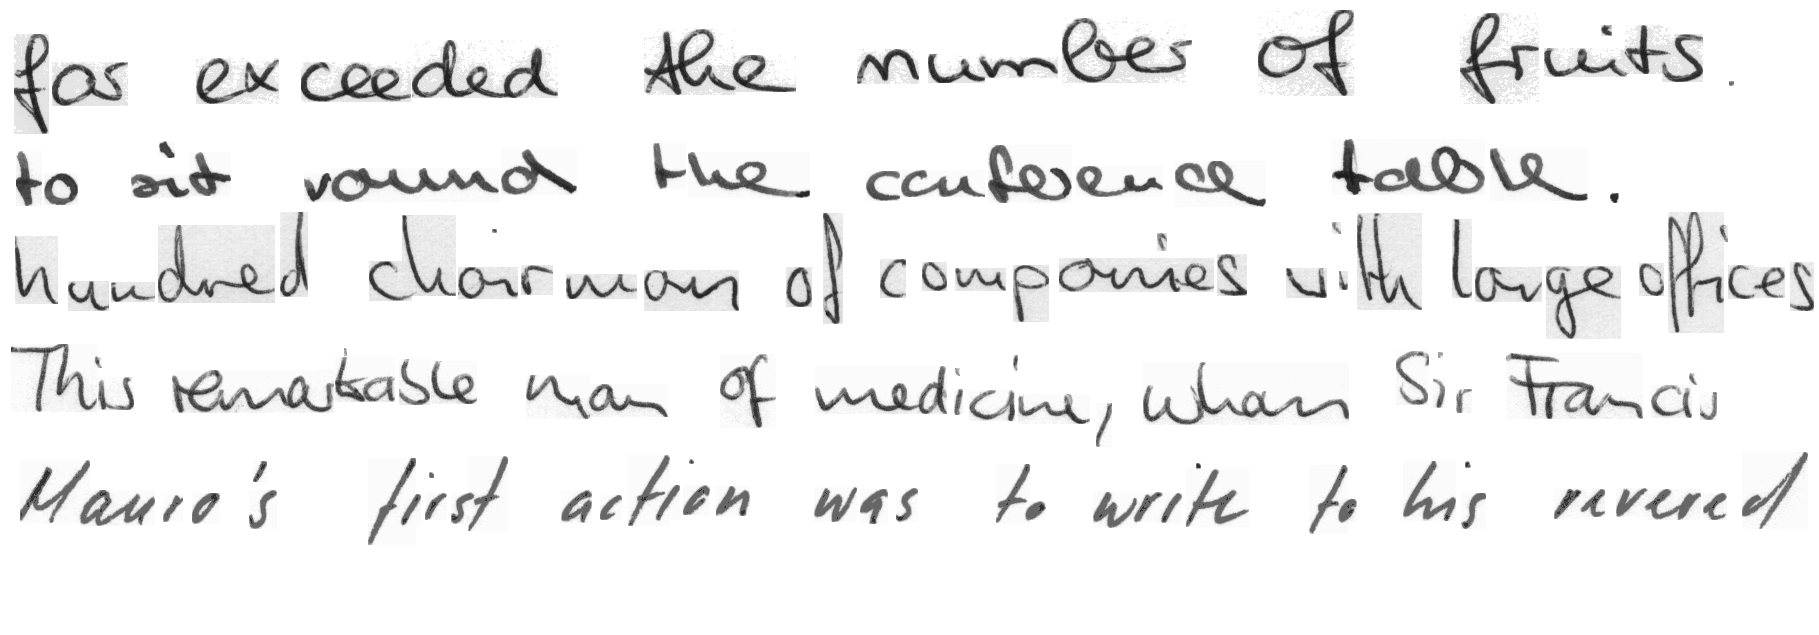 far exceeded the number of fruits.
to sit round the conference table.
hundred chairman of companies with large offices
This remarkable man of medicine, whom Sir Francis
Mauro's first action was to write to his revered